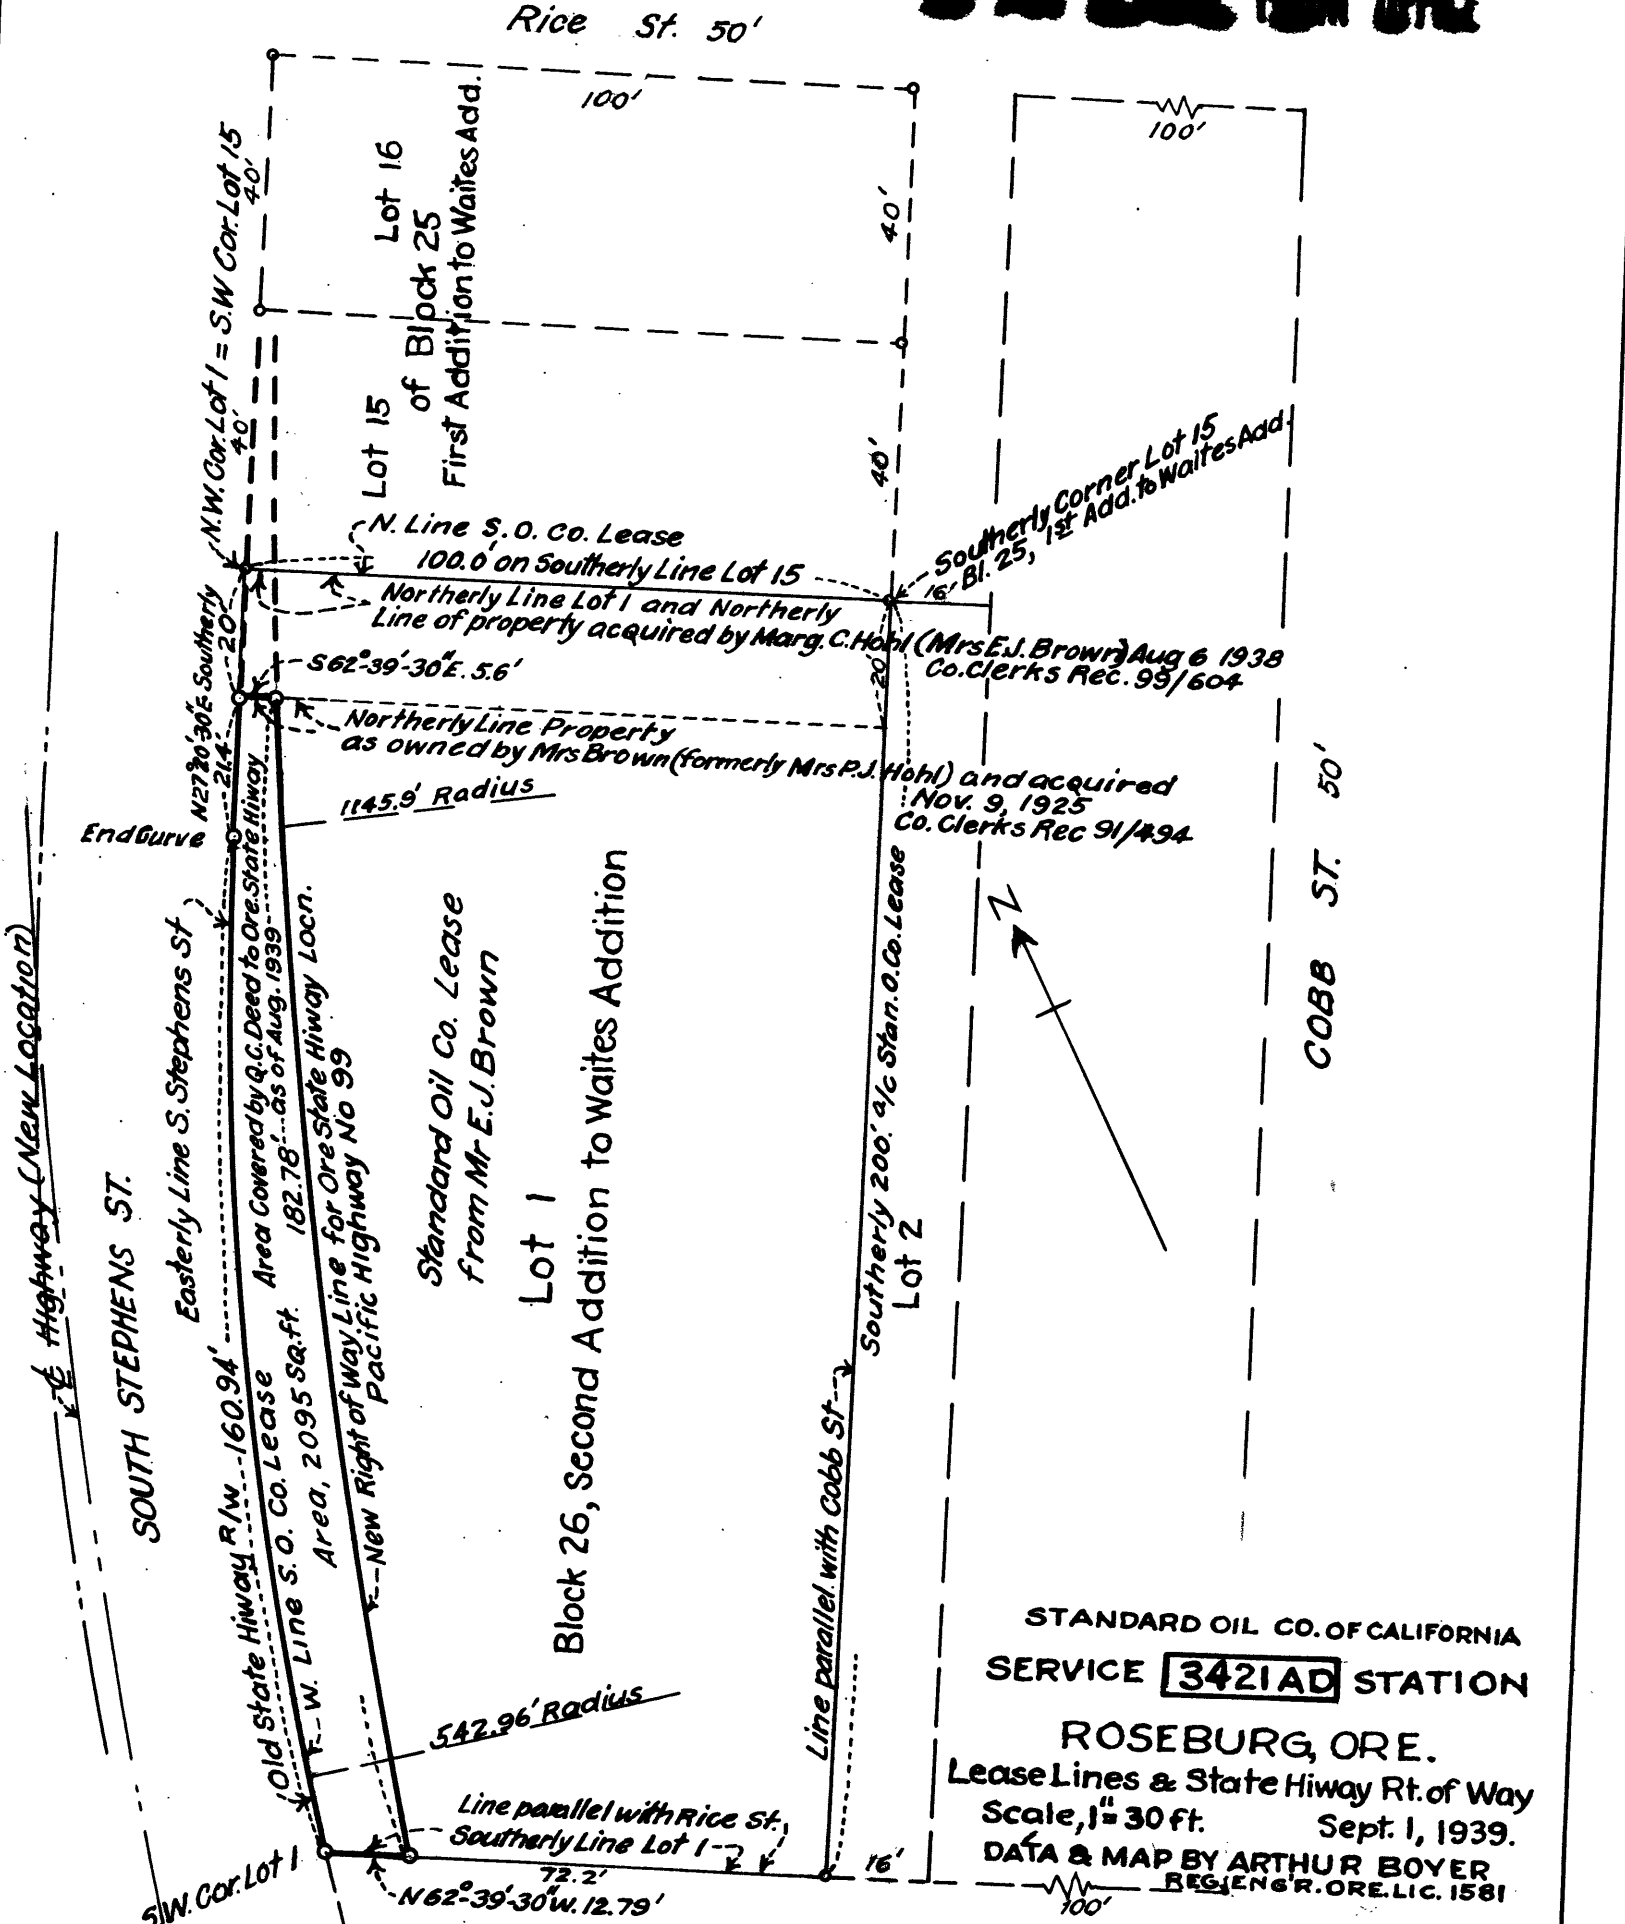 Rice St. 50'
100'
100'
N.W. Cor. Lot 1 = S.W Cor. Lot 15
40'
40'
Lot 16
Lot 15
of Block 25
First Addition to Waites Add.
40'
40'
Southerly Corner Lot 15
Bl. 25, 1st Add. to Waites Add.
16'
N. Line S. O. Co. Lease
100.0' on Southerly Line Lot 15
Northerly Line Lot 1 and Northerly
Line of property acquired by Marg. C. Hohl (Mrs E.J. Brown) Aug 6 1938
Co. Clerks Rec. 99/604
20'
20'
N27°20'-30"E-Southerly
21.4'
S62°-39'-30"E. 5.6'
Northerly Line Property
as owned by Mrs Brown (formerly Mrs P.J. Hohl) and acquired
Nov. 9, 1925
Co. Clerks Rec 91/494
1145.9' Radius
End Curve
COBB ST. 50'
N
℄ Highway (New Location)
SOUTH STEPHENS ST.
Easterly Line S. Stephens St
Old State Hiway R/W 160.94'
W. Line S. O. Co. Lease
Area Covered by Q.C. Deed to Ore. State Hiway
182.78' as of Aug. 1939
Area, 2095 Sq.ft.
New Right of Way Line for Ore State Hiway Locn.
Pacific Highway No 99
Standard Oil Co. Lease
from Mr E.J. Brown
Lot 1
Block 26, Second Addition to Waites Addition
Southerly 200.' a/c Stan. O. Co. Lease
Lot 2
Line parallel with Cobb St
542.96' Radius
Line parallel with Rice St.
Southerly Line Lot 1
72.2'
16'
N62°-39'-30"W. 12.79'
S.W. Cor. Lot 1
100'
STANDARD OIL CO. OF CALIFORNIA
SERVICE 3421AD STATION
ROSEBURG, ORE.
Lease Lines & State Hiway Rt. of Way
Scale, 1"=30 ft. Sept. 1, 1939.
DATA & MAP BY ARTHUR BOYER
REG. ENG'R. ORE. LIC. 1581